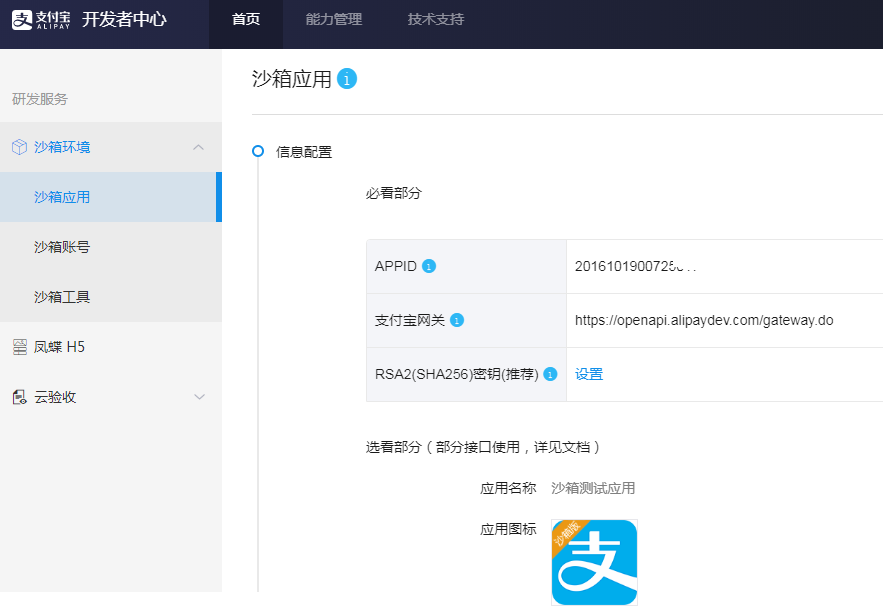 支付宝 ALIPAY 开发者中心 首页 能力管理 技术支持
沙箱应用
研发服务
沙箱环境
信息配置
必看部分
沙箱应用
沙箱账号
APPID
沙箱工具
支付宝网关 https://openapi.alipaydev.com/gateway.do
凤蝶 H5
RSA2(SHA256)密钥(推荐) 设置
云验收
选看部分（部分接口使用，详见文档）
应用名称 沙箱测试应用
应用图标
沙箱版
支